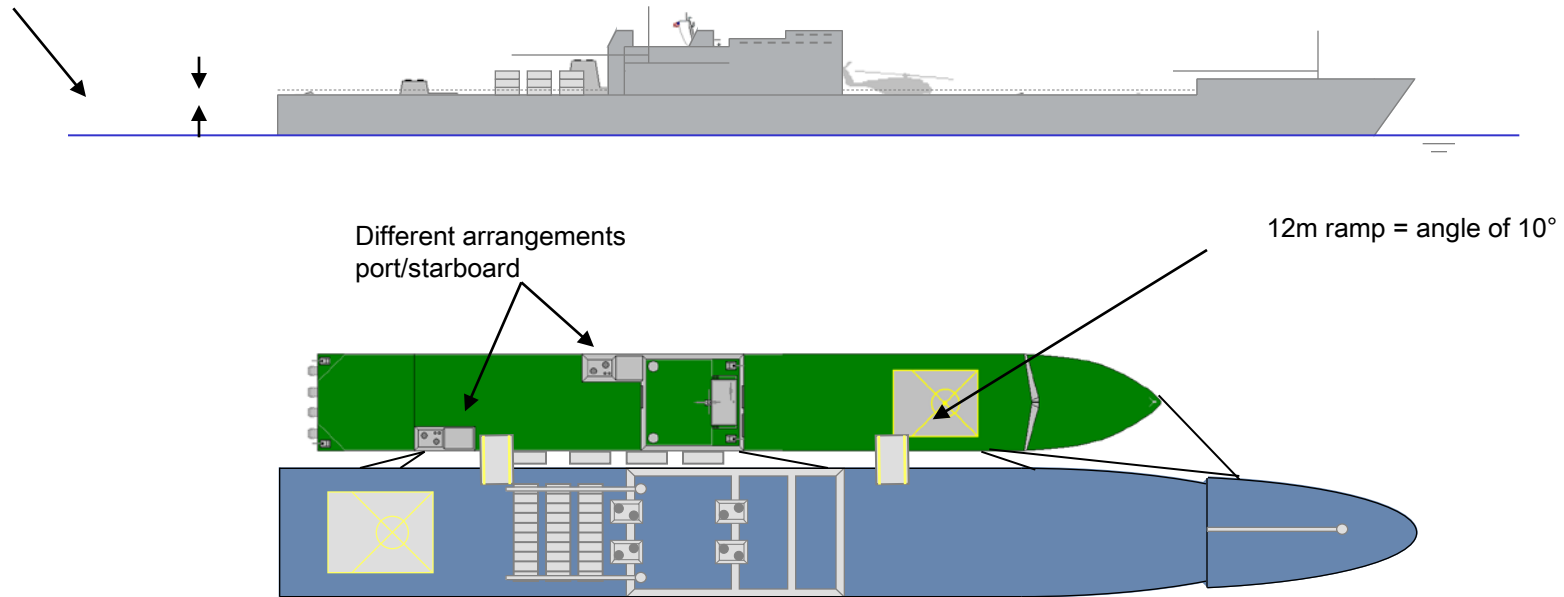 Different arrangements
port/starboard
12m ramp = angle of 10°